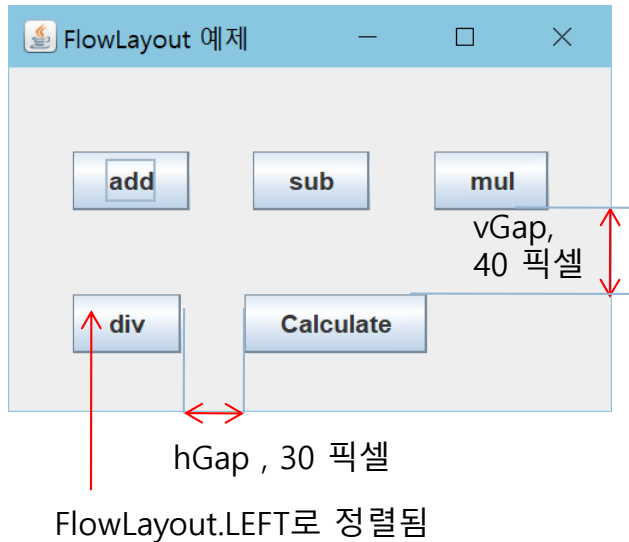 FlowLayout 예제
add
sub
mul
vGap,
40 픽셀
div
Calculate
hGap , 30 픽셀
FlowLayout.LEFT로 정렬됨